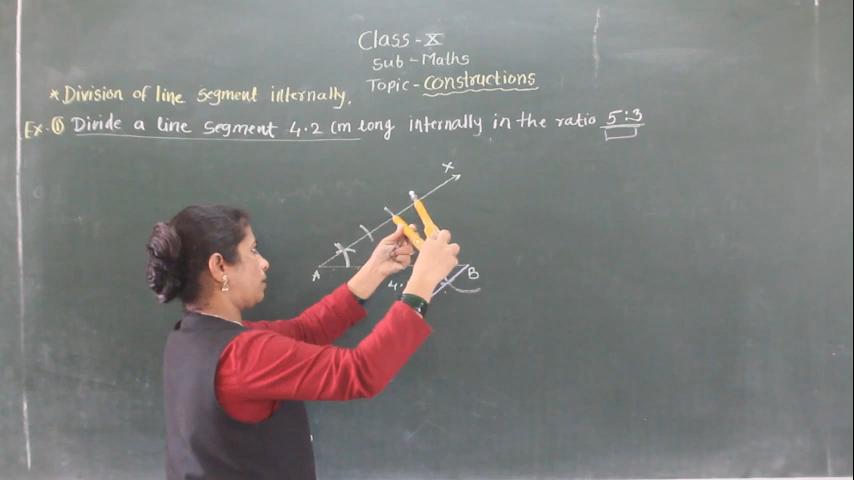 Class - X
Sub - Maths
Topic - Constructions
* Division of line segment internally.
Ex. ① Divide a line segment 4.2 cm long internally in the ratio 5:3
X
A
B
4.